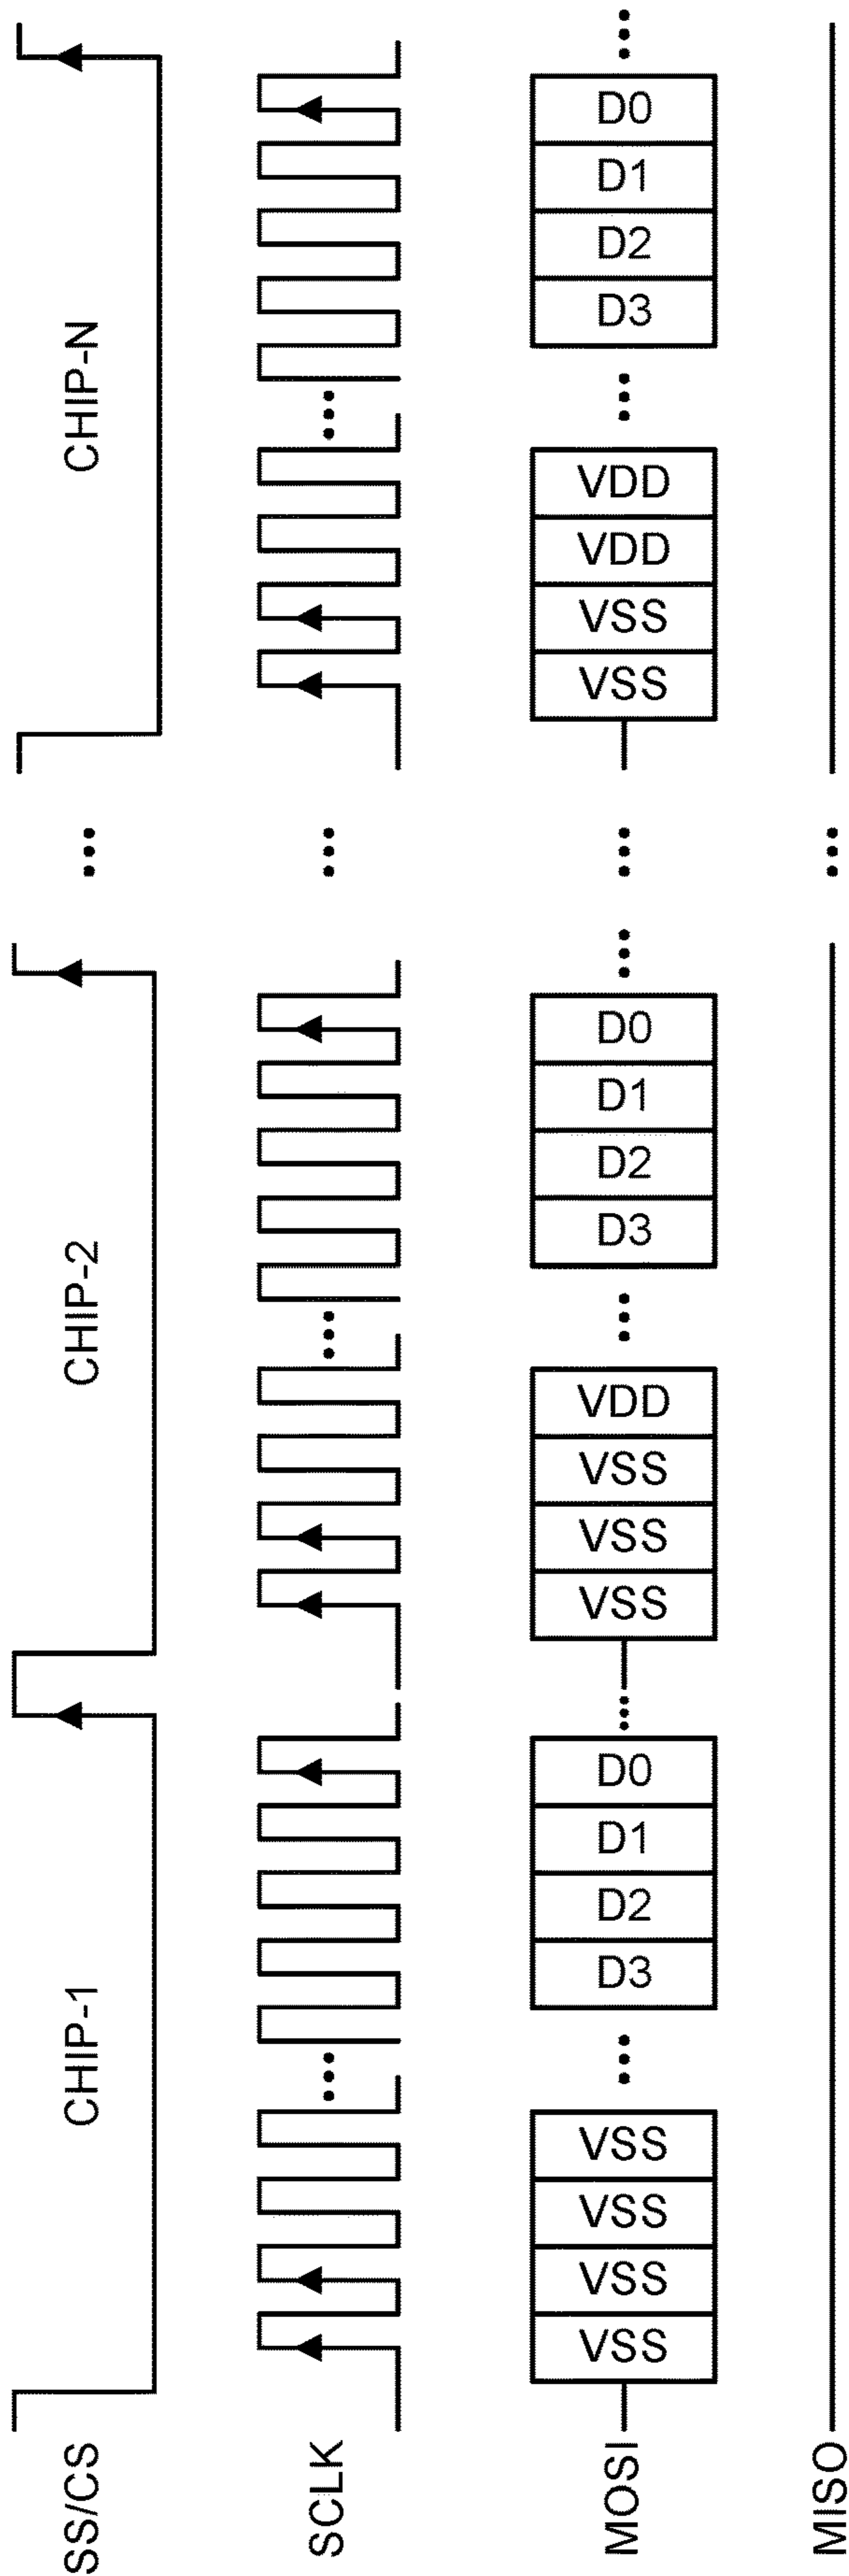 SS/CS CHIP-1 CHIP-2 ... CHIP-N
SCLK ... ... ... ...
MOSI VSS VSS VSS VSS ... D3 D2 D1 D0 ... VSS VSS VSS VDD ... D3 D2 D1 D0 ... ... VSS VSS VDD VDD ... D3 D2 D1 D0 ...
MISO ...